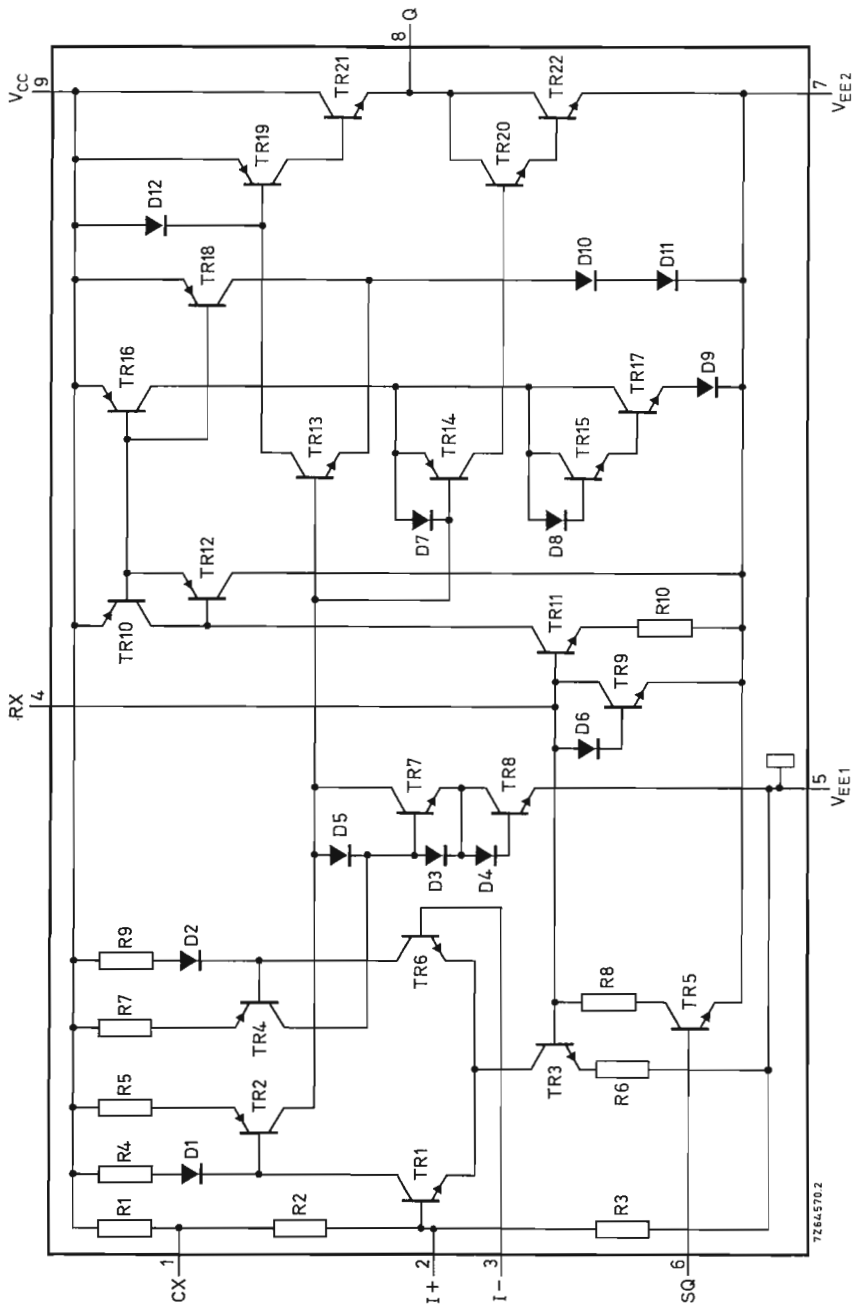 VCC
9
Q
8
TR21
TR22
7
VEE2
TR19
TR20
D12
TR18
D10
D11
TR16
TR13
TR14
D7
TR17
TR15
D8
D9
TR10
TR12
TR11
R10
RX
4
TR9
D6
TR7
TR8
D5
D3
D4
5
VEE1
R9
D2
R7
TR4
TR6
R5
TR2
R8
TR5
TR3
R6
R4
D1
TR1
R1
R2
R3
1
CX
2
I+
3
I-
6
SQ
7Z64570.2